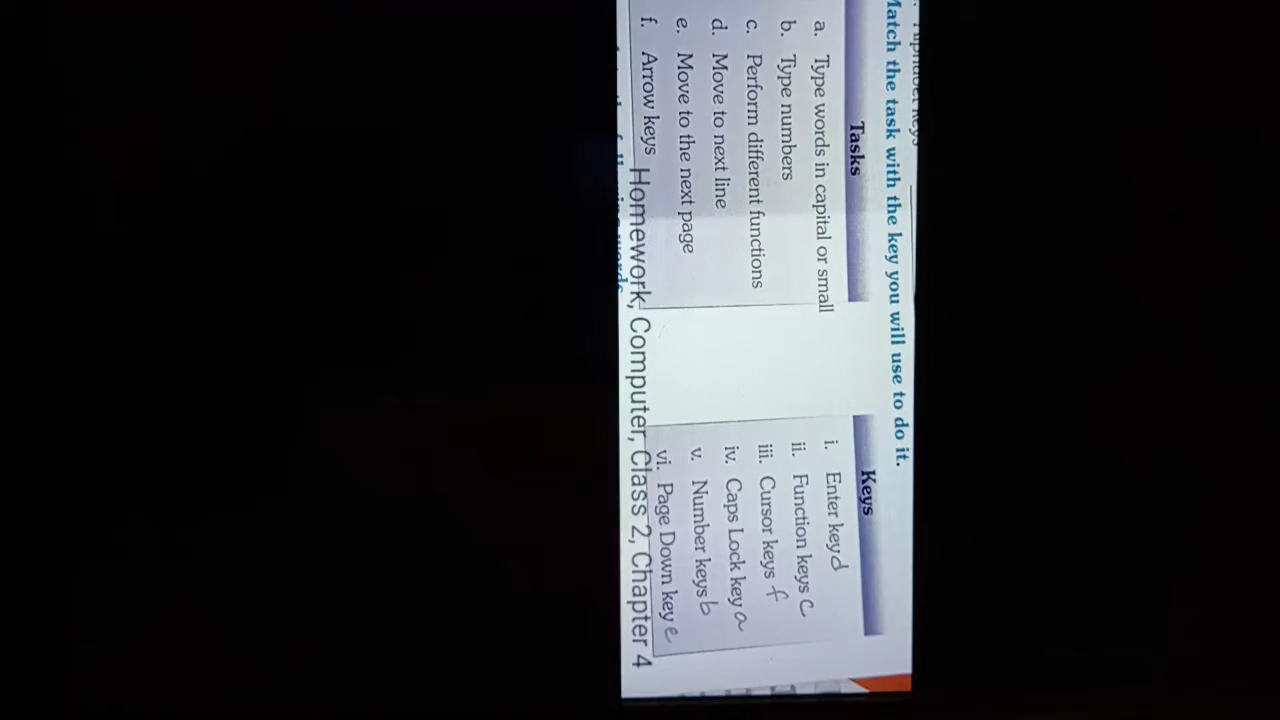 Match the task with the key you will use to do it.
Tasks
a. Type words in capital or small
b. Type numbers
c. Perform different functions
d. Move to next line
e. Move to the next page
f. Arrow keys
Keys
i. Enter key d
ii. Function keys c
iii. Cursor keys f
iv. Caps Lock key a
v. Number keys b
vi. Page Down key e
Homework, Computer, Class 2, Chapter 4